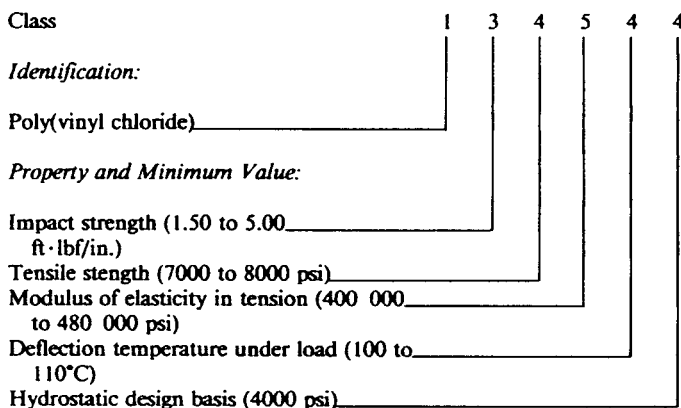 Class 1 3 4 5 4 4
Identification:
Poly(vinyl chloride)
Property and Minimum Value:
Impact strength (1.50 to 5.00
ft·lbf/in.)
Tensile stength (7000 to 8000 psi)
Modulus of elasticity in tension (400 000
to 480 000 psi)
Deflection temperature under load (100 to
110°C)
Hydrostatic design basis (4000 psi)